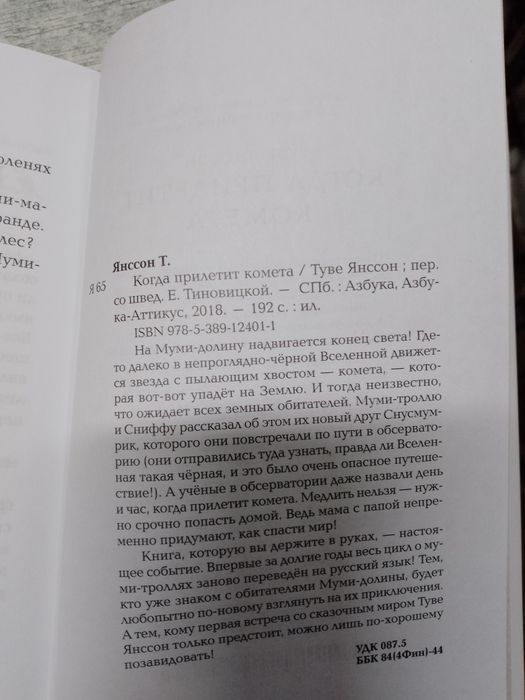 оленях
ми-ма-
ранде.
лес?
Муми-
Янссон Т.
Я 65
Когда прилетит комета / Туве Янссон ; пер.
со швед. Е. Тиновицкой. — СПб. : Азбука, Азбу-
ка-Аттикус, 2018. — 192 с. : ил.
ISBN 978-5-389-12401-1
На Муми-долину надвигается конец света! Где-
то далеко в непроглядно-чёрной Вселенной движет-
ся звезда с пылающим хвостом — комета, — кото-
рая вот-вот упадёт на Землю. И тогда неизвестно,
что ожидает всех земных обитателей. Муми-троллю
и Сниффу рассказал об этом их новый друг Снусмум-
рик, которого они повстречали по пути в обсервато-
рию (они отправились туда узнать, правда ли Вселен-
ная такая чёрная, и это было очень опасное путеше-
ствие!). А учёные в обсерватории даже назвали день
и час, когда прилетит комета. Медлить нельзя — нуж-
но срочно попасть домой. Ведь мама с папой непре-
менно придумают, как спасти мир!
Книга, которую вы держите в руках, — настоя-
щее событие. Впервые за долгие годы весь цикл о му-
ми-троллях заново переведён на русский язык! Тем,
кто уже знаком с обитателями Муми-долины, будет
любопытно по-новому взглянуть на их приключения.
А тем, кому первая встреча со сказочным миром Туве
Янссон только предстоит, можно лишь по-хорошему
позавидовать!
УДК 087.5
ББК 84(4Фин)-44